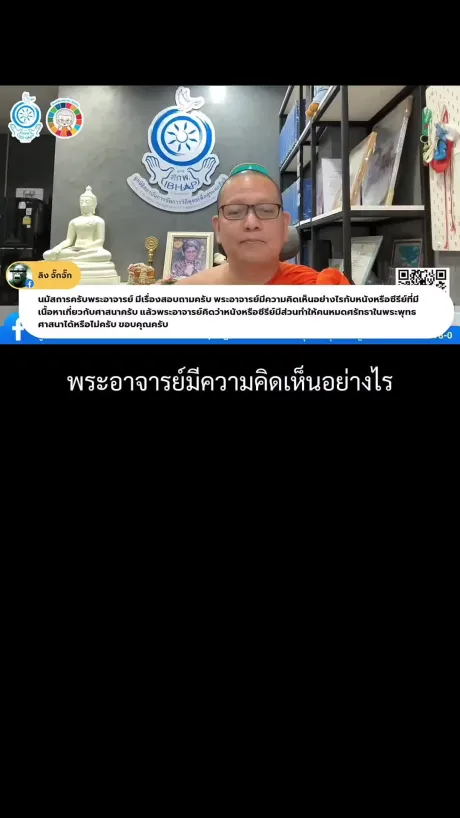 สกพ.
(IBHAP)
ลิง จั๊กจั๊ก
นมัสการครับพระอาจารย์ มีเรื่องสอบถามครับ พระอาจารย์มีความคิดเห็นอย่างไรกับหนังหรือซีรีย์ที่มี
เนื้อหาเกี่ยวกับศาสนาครับ แล้วพระอาจารย์คิดว่าหนังหรือซีรีย์มีส่วนทำให้คนหมดศรัทธาในพระพุทธ
ศาสนาได้หรือไม่ครับ ขอบคุณครับ
พระอาจารย์มีความคิดเห็นอย่างไร